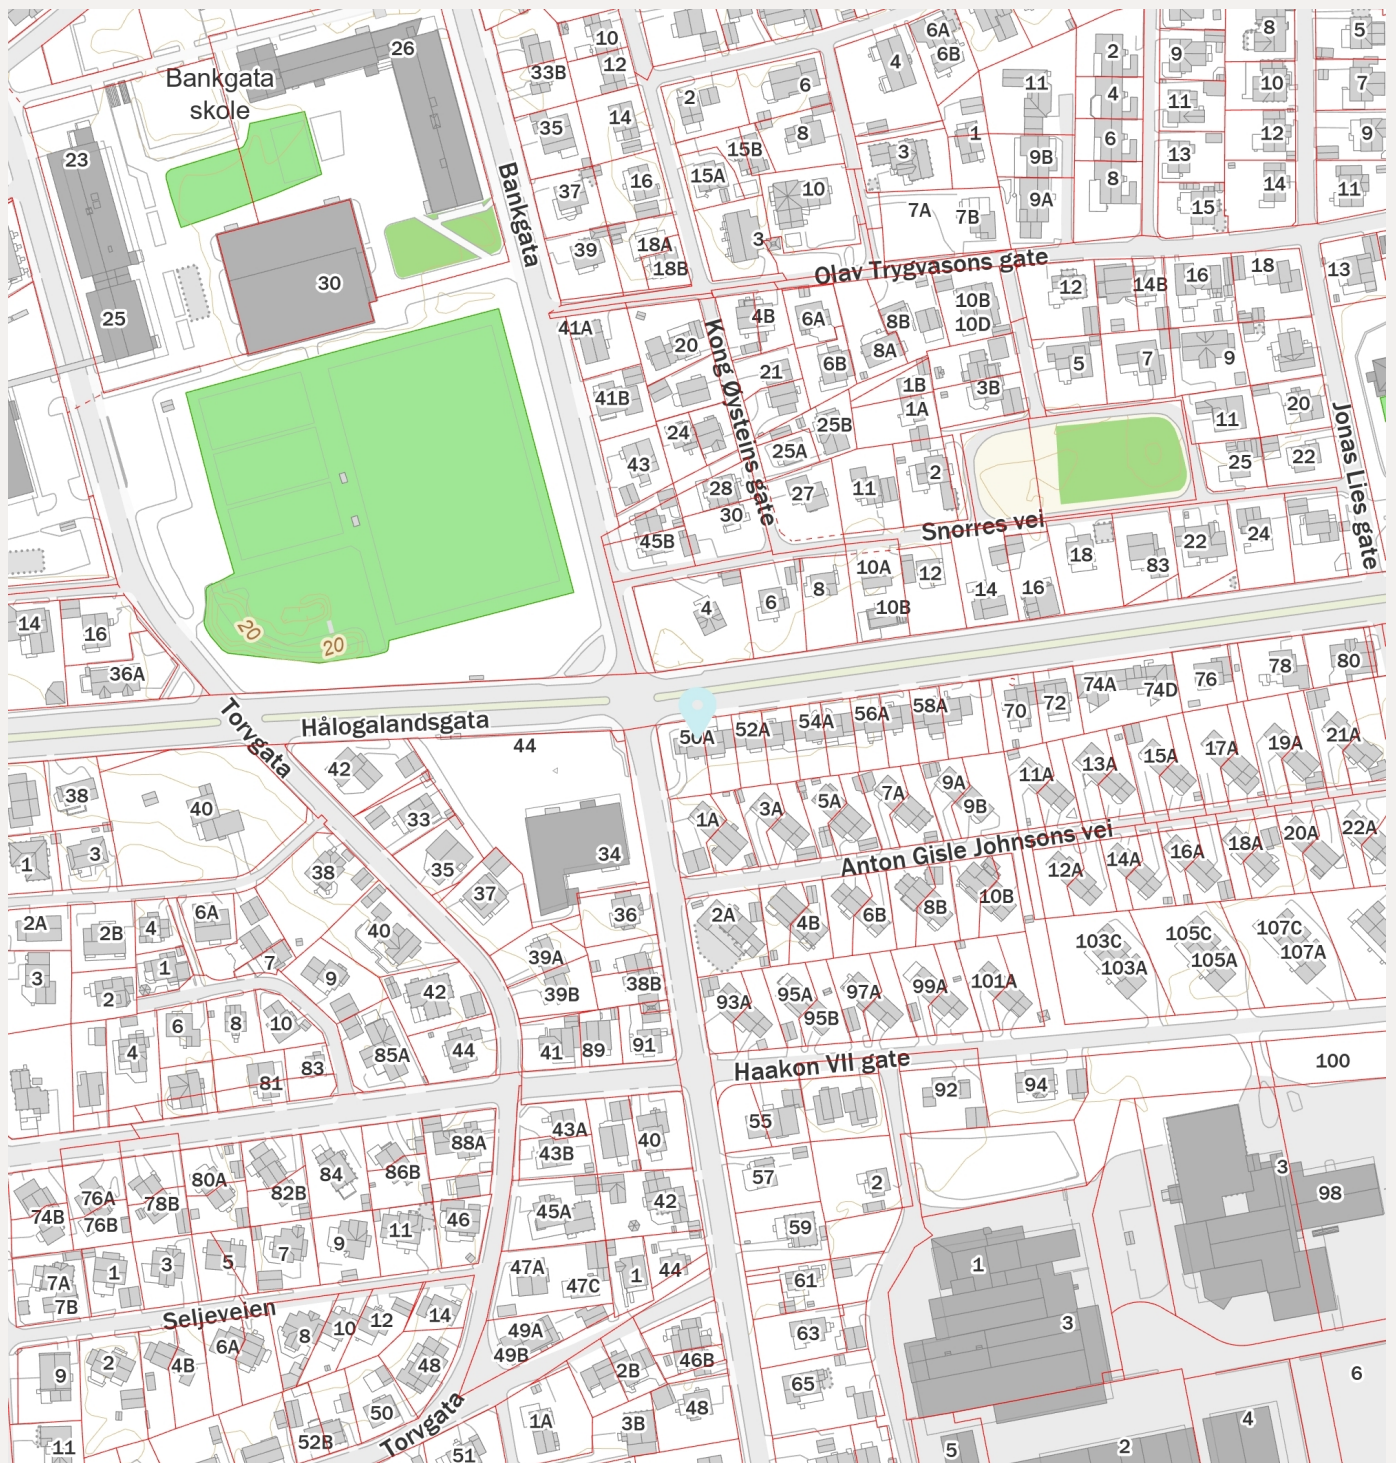 26
10
6A
6B
8
5
33B
12
4
2
9
Bankgata
skole
2
6
11
4
11
10
7
35
14
15B
8
1
6
12
9
23
3
9B
13
16
15A
8
14
37
10
9A
11
7A
7B
15
39
18A
18B
3
Bankgata
Olav Trygvasons gate
30
12
14B
16
18
13
25
41A
4B
6A
8B
10B
10D
20
8A
21
6B
5
7
9
41B
1B
3B
1A
20
24
25B
11
Kong Øysteins gate
25A
43
2
25
22
28
27
11
30
Jonas Lies gate
45B
Snorres vei
18
83
22
24
10A
12
14
8
14
16
4
6
10B
16
20
20
36A
74A
74D
76
78
80
70
72
Torvgata
Hålogalandsgata
50A
52A
54A
56A
58A
44
42
11A
13A
15A
17A
19A
21A
38
40
33
1A
3A
5A
7A
9A
9B
34
Anton Gisle Johnsons vei
1
3
38
35
12A
14A
16A
18A
20A
22A
37
2A
2B
4
6A
40
36
2A
4B
6B
8B
10B
3
1
7
39A
103C
105C
107C
2
9
42
39B
38B
93A
95A
97A
99A
101A
103A
105A
107A
95B
6
8
10
4
85A
44
41
89
91
83
81
Haakon VII gate
100
92
94
55
88A
43A
40
43B
80A
84
86B
57
2
3
74B
76A
78B
82B
98
76B
45A
42
46
11
59
9
7
5
3
1
7A
7B
47A
47C
1
44
61
1
Seljeveien
14
12
10
8
49A
63
3
6A
49B
2
4B
48
46B
9
2B
65
6
50
48
1A
3B
Torvgata
52B
11
51
5
2
4